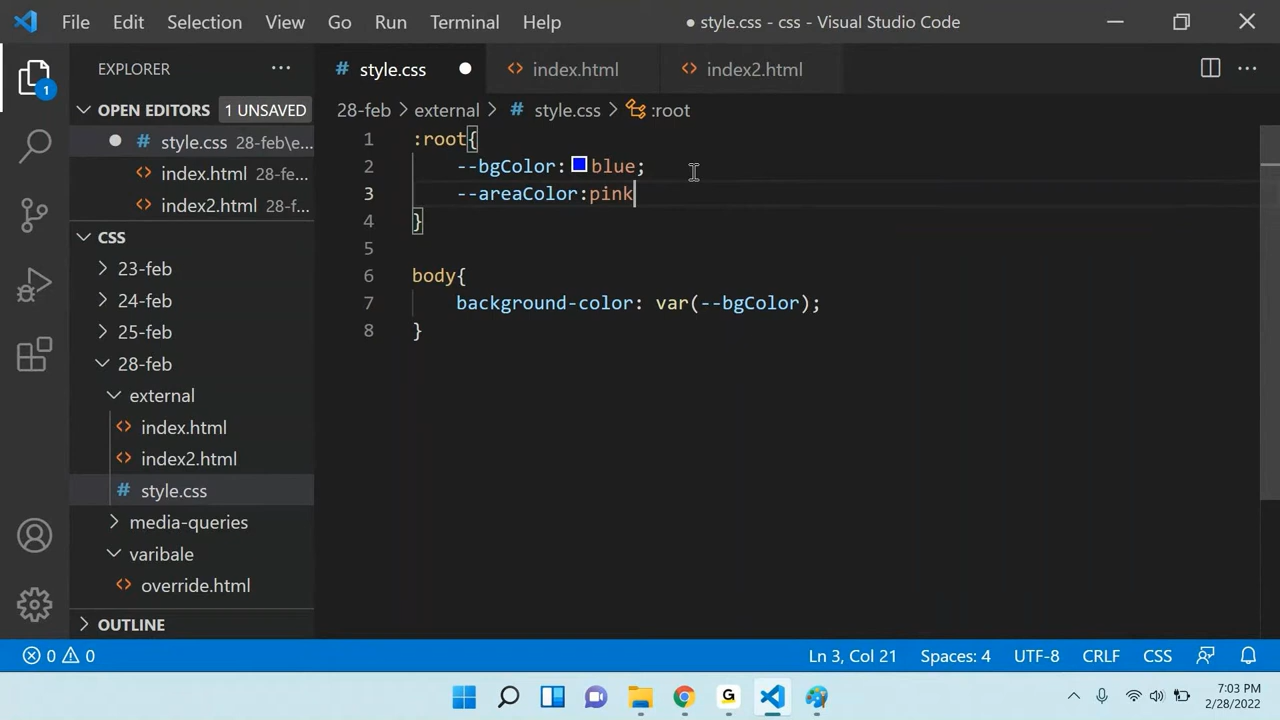 File Edit Selection View Go Run Terminal Help
● style.css - css - Visual Studio Code
EXPLORER
style.css
index.html
index2.html
OPEN EDITORS
1 UNSAVED
28-feb > external > # style.css > :root
# style.css 28-feb\e...
index.html 28-fe...
index2.html 28-f...
CSS
23-feb
24-feb
25-feb
28-feb
external
index.html
index2.html
# style.css
media-queries
varibale
override.html
OUTLINE
1
1 :root{
2 --bgColor: blue;
3 --areaColor:pink
4 }
5
6 body{
7 background-color: var(--bgColor);
8 }
0 0
Ln 3, Col 21 Spaces: 4 UTF-8 CRLF CSS
G
7:03 PM
2/28/2022